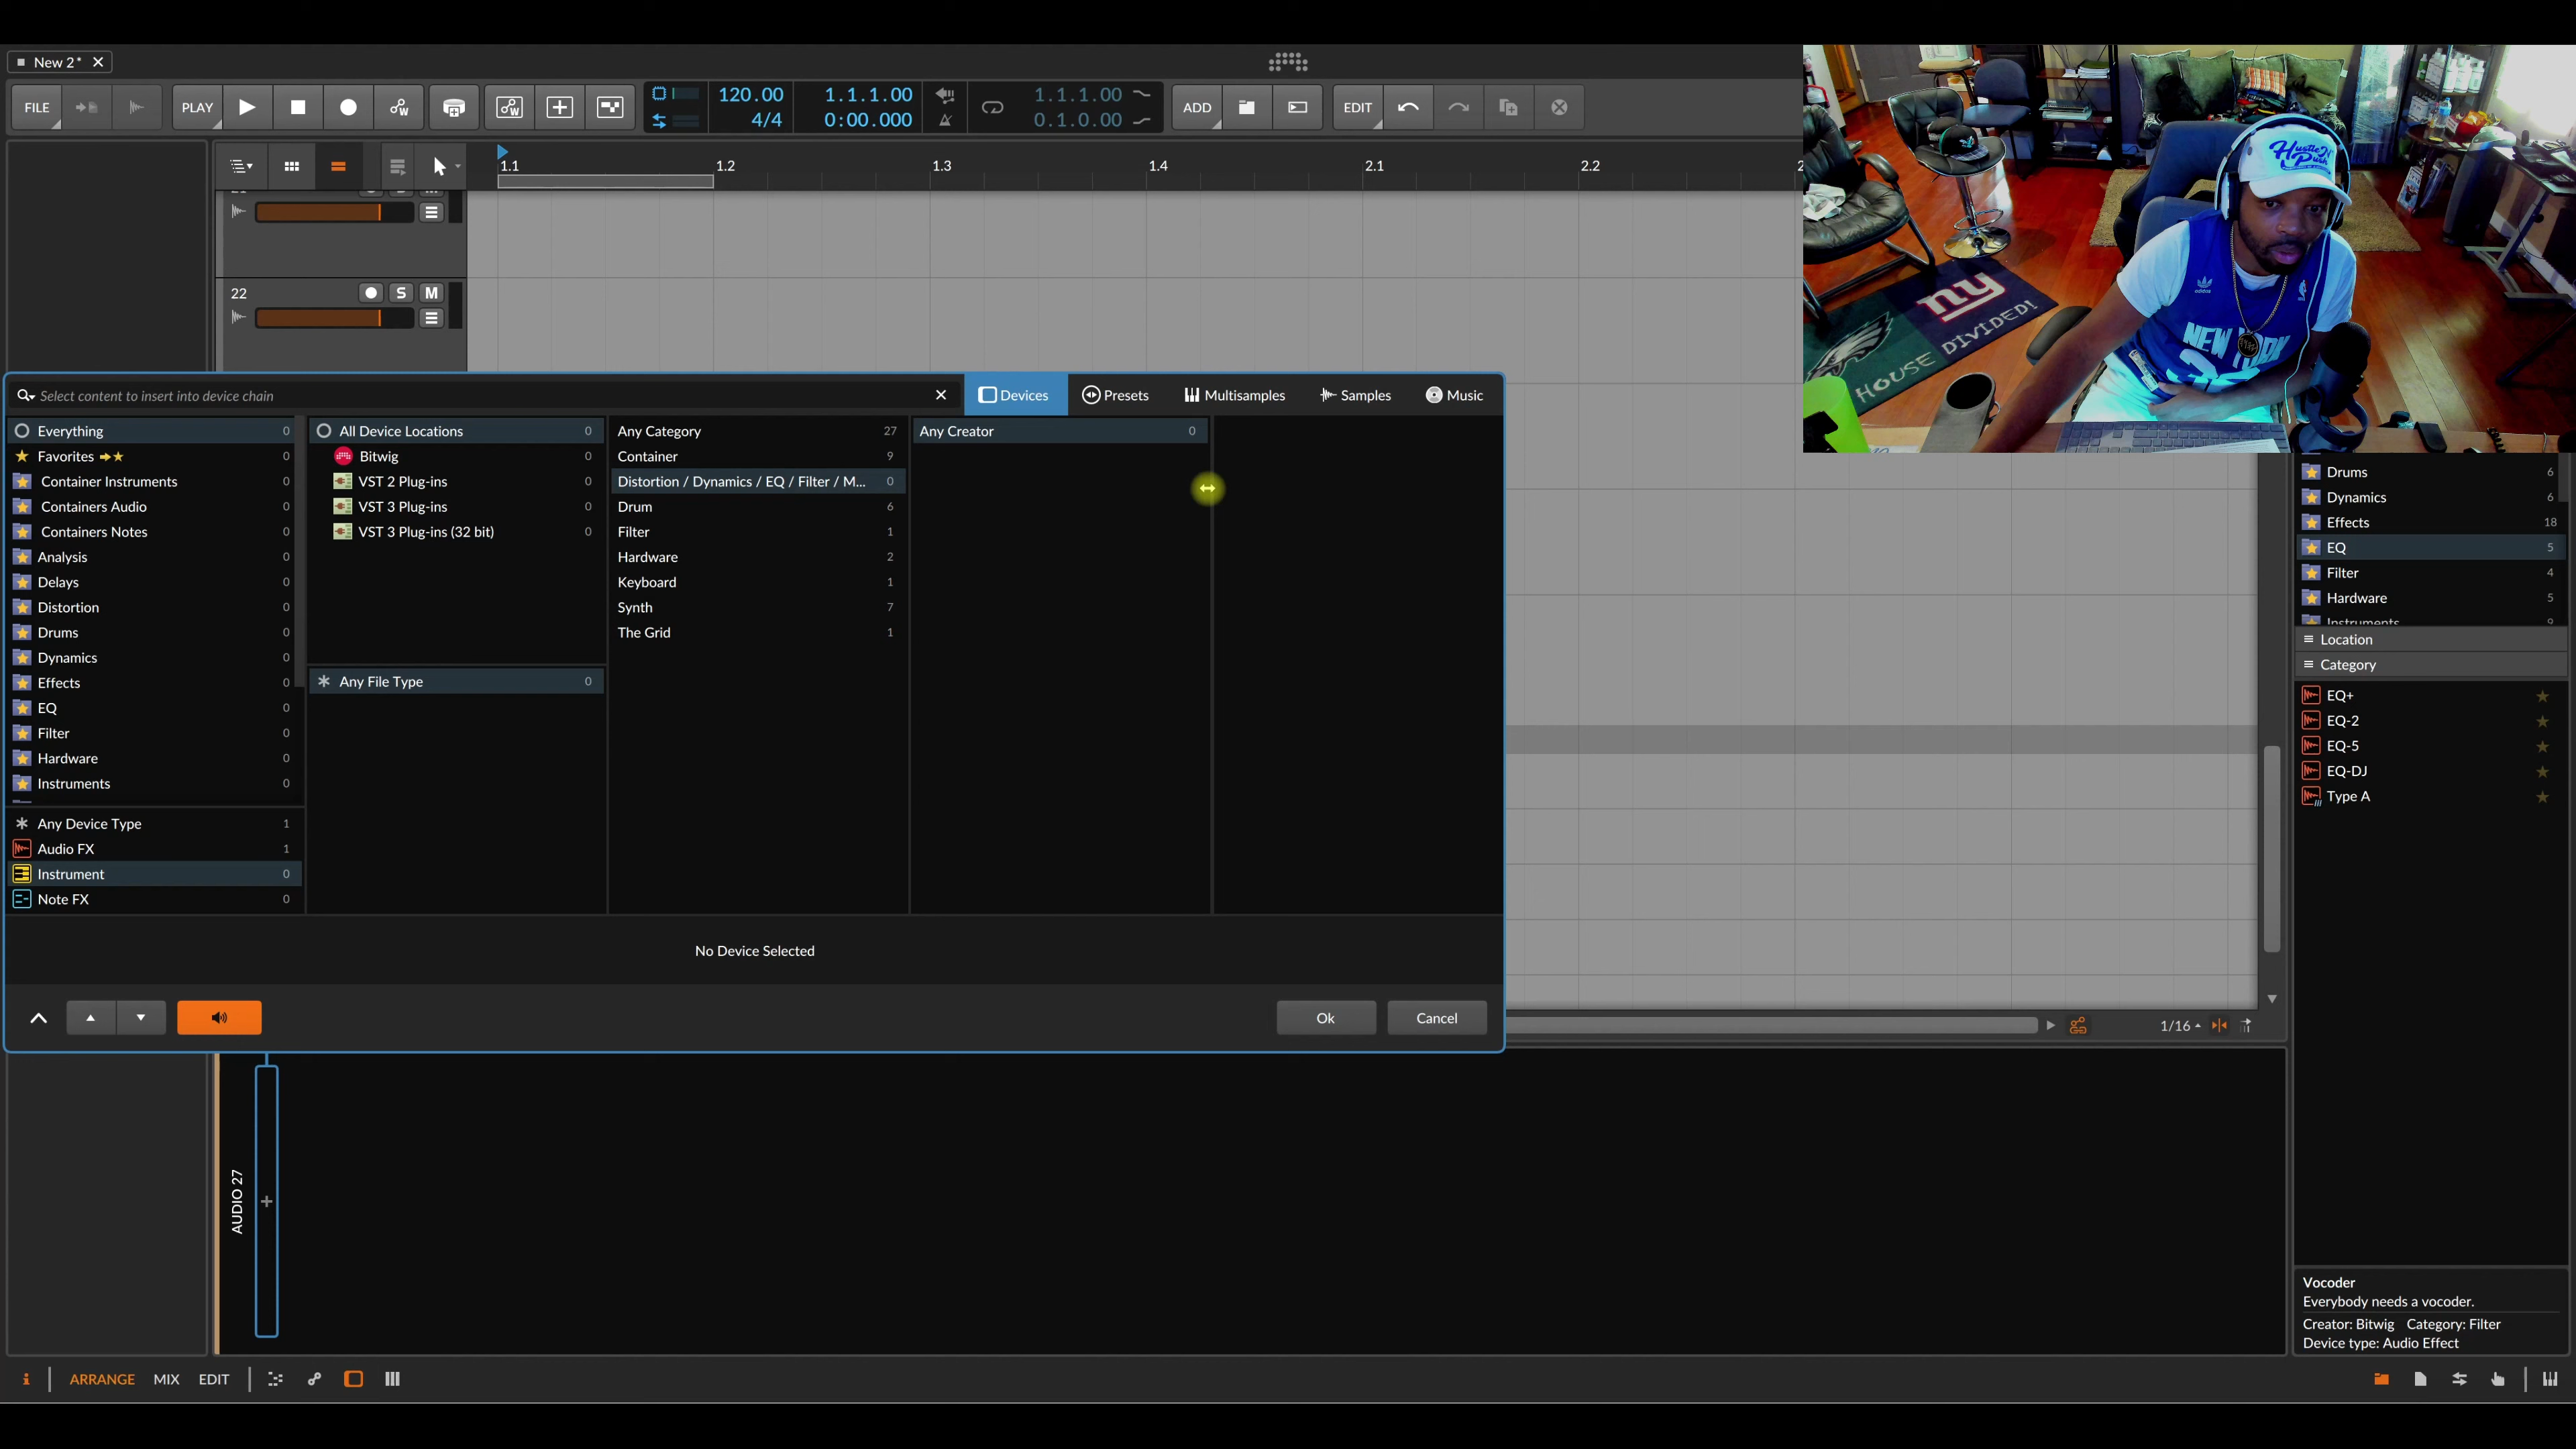 New 2*
FILE
PLAY
120.00
4/4
1.1.1.00
0:00.000
1.1.1.00
0.1.0.00
ADD
EDIT
1.1
1.2
1.3
1.4
2.1
2.2
22
S
M
Select content to insert into device chain
Devices
Presets
Multisamples
Samples
Music
Everything 0
Favorites 0
Container Instruments 0
Containers Audio 0
Containers Notes 0
Analysis 0
Delays 0
Distortion 0
Drums 0
Dynamics 0
Effects 0
EQ 0
Filter 0
Hardware 0
Instruments 0
Any Device Type 1
Audio FX 1
Instrument 0
Note FX 0
All Device Locations 0
Bitwig 0
VST 2 Plug-ins 0
VST 3 Plug-ins 0
VST 3 Plug-ins (32 bit) 0
Any File Type 0
Any Category 27
Container 9
Distortion / Dynamics / EQ / Filter / M... 0
Drum 6
Filter 1
Hardware 2
Keyboard 1
Synth 7
The Grid 1
Any Creator 0
No Device Selected
Ok
Cancel
HUSTLE N'
Push
NEW YORK
ny
HOUSE DIVIDED!
Drums 6
Dynamics 6
Effects 18
EQ 5
Filter 4
Hardware 5
Instruments 9
Location
Category
EQ+
EQ-2
EQ-5
EQ-DJ
Type A
1/16
AUDIO 27
Vocoder
Everybody needs a vocoder.
Creator: Bitwig Category: Filter
Device type: Audio Effect
ARRANGE
MIX
EDIT